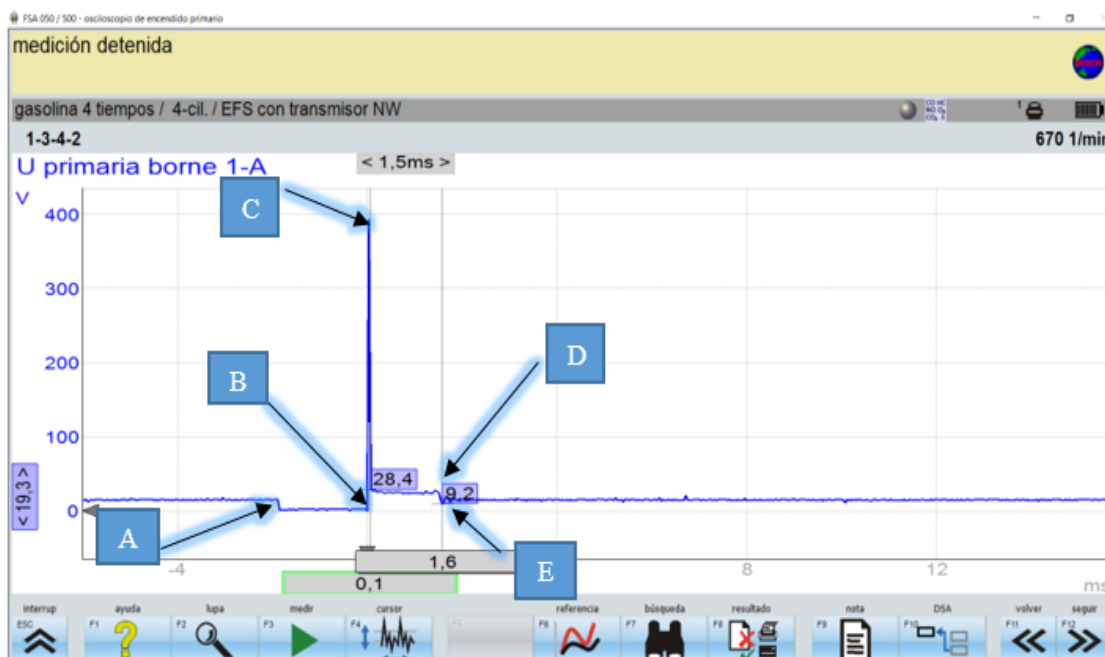 FSA 050 / 500 - osciloscopio de encendido primario
medición detenida
BOSCH
gasolina 4 tiempos / 4-cil. / EFS con transmisor NW
1
1-3-4-2
670 1/min
U primaria borne 1-A
< 1,5ms >
V
400
C
300
200
D
B
100
28,4
9,2
< 19,3 >
0
A
E
1,6
-4
8
12
0,1
ms
interrup
ayuda
lupa
medir
cursor
referencia
búsqueda
resultado
nota
DSA
volver
seguir
ESC
F1
F2
F3
F4
F5
F6
F7
F8
F9
F10
F11
F12